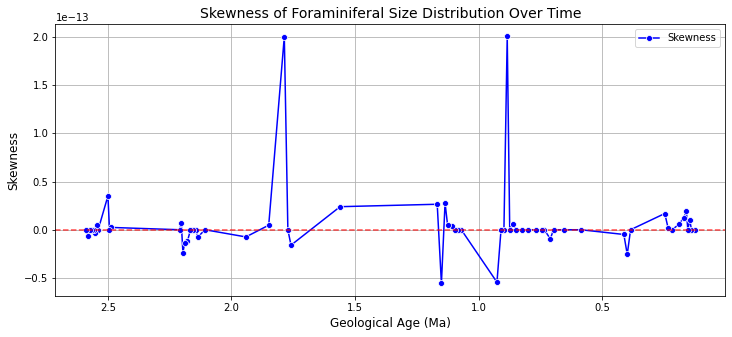 Skewness of Foraminiferal Size Distribution Over Time
1e−13
Skewness
2.0
1.5
1.0
0.5
0.0
−0.5
Skewness
2.5 2.0 1.5 1.0 0.5
Geological Age (Ma)